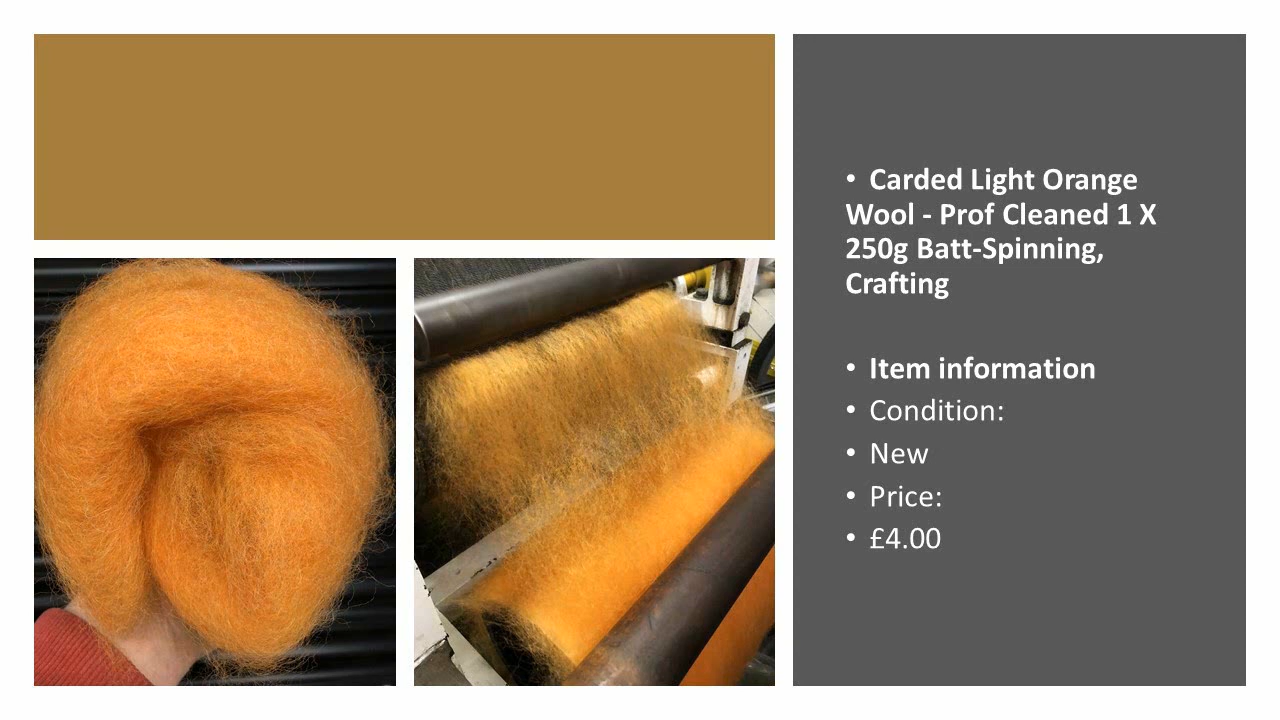 • Carded Light Orange
Wool - Prof Cleaned 1 X
250g Batt-Spinning,
Crafting
• Item information
• Condition:
• New
• Price:
• £4.00